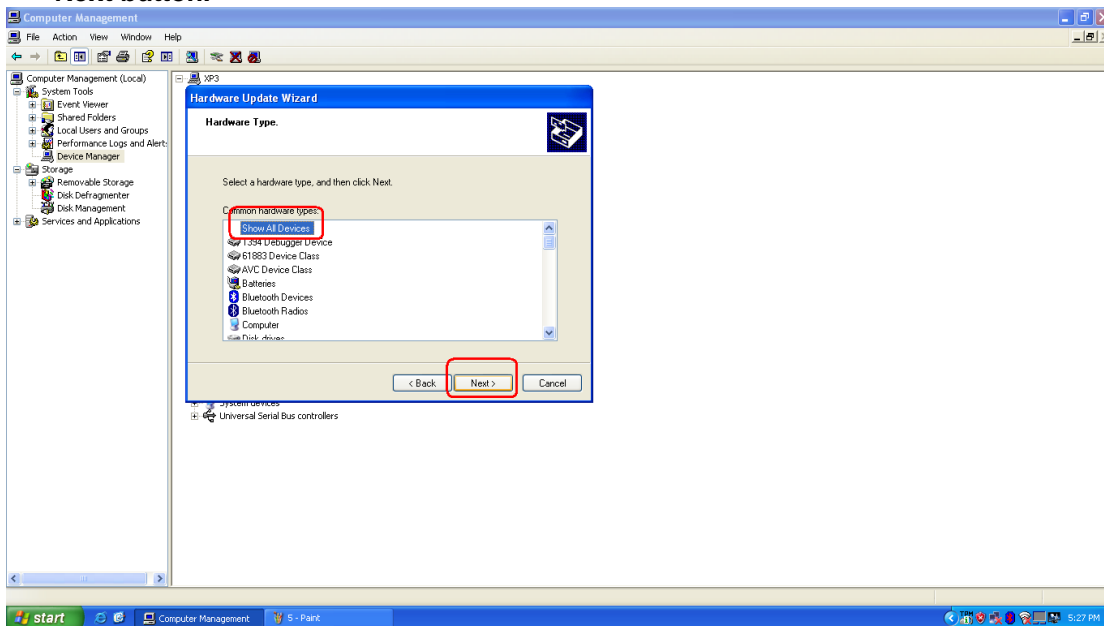 Computer Management
File Action View Window Help
Computer Management (Local)
System Tools
Event Viewer
Shared Folders
Local Users and Groups
Performance Logs and Alert:
Device Manager
Storage
Removable Storage
Disk Defragmenter
Disk Management
Services and Applications
XP3
Hardware Update Wizard
Hardware Type.
Select a hardware type, and then click Next.
Common hardware types:
Show All Devices
1394 Debugger Device
61883 Device Class
AVC Device Class
Batteries
Bluetooth Devices
Bluetooth Radios
Computer
Disk drives
< Back Next > Cancel
System devices
Universal Serial Bus controllers
start Computer Management 5 - Paint 5:27 PM